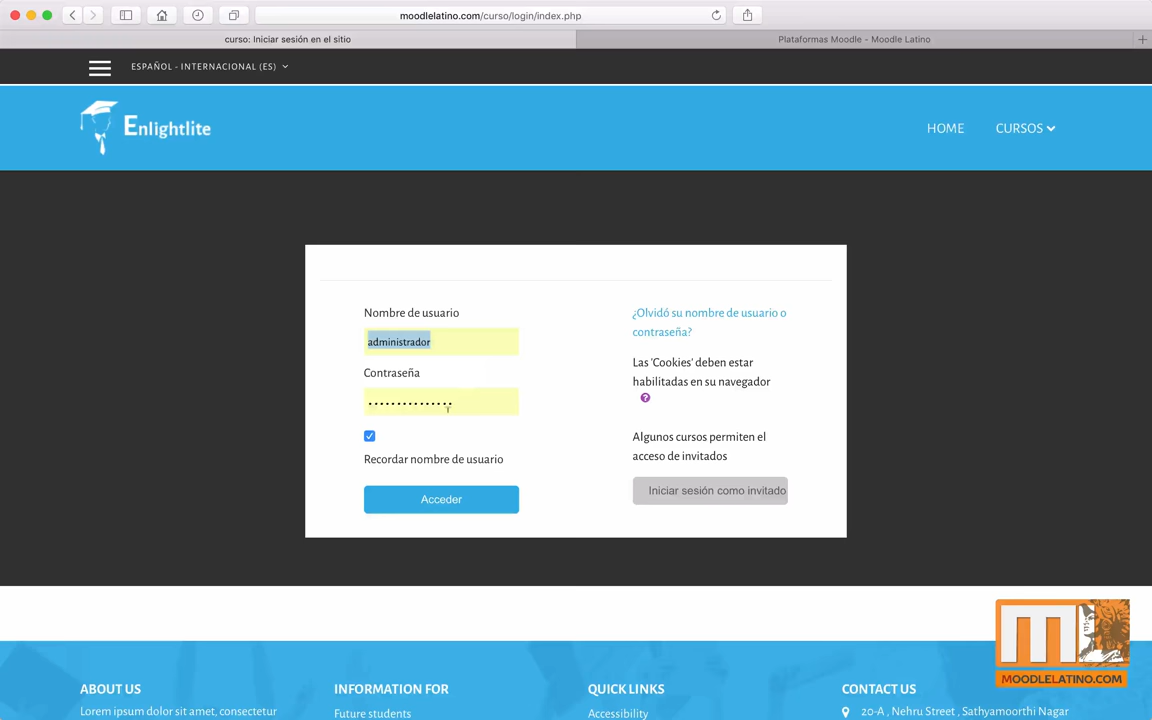 moodlelatino.com/curso/login/index.php
curso: Iniciar sesión en el sitio
Plataformas Moodle - Moodle Latino
ESPAÑOL - INTERNACIONAL (ES)
Enlightlite
HOME
CURSOS
Nombre de usuario
administrador
Contraseña
Recordar nombre de usuario
Acceder
¿Olvidó su nombre de usuario o
contraseña?
Las 'Cookies' deben estar
habilitadas en su navegador
Algunos cursos permiten el
acceso de invitados
Iniciar sesión como invitado
MOODLELATINO.COM
ABOUT US
Lorem ipsum dolor sit amet, consectetur
INFORMATION FOR
Future students
QUICK LINKS
Accessibility
CONTACT US
20-A , Nehru Street , Sathyamoorthi Nagar